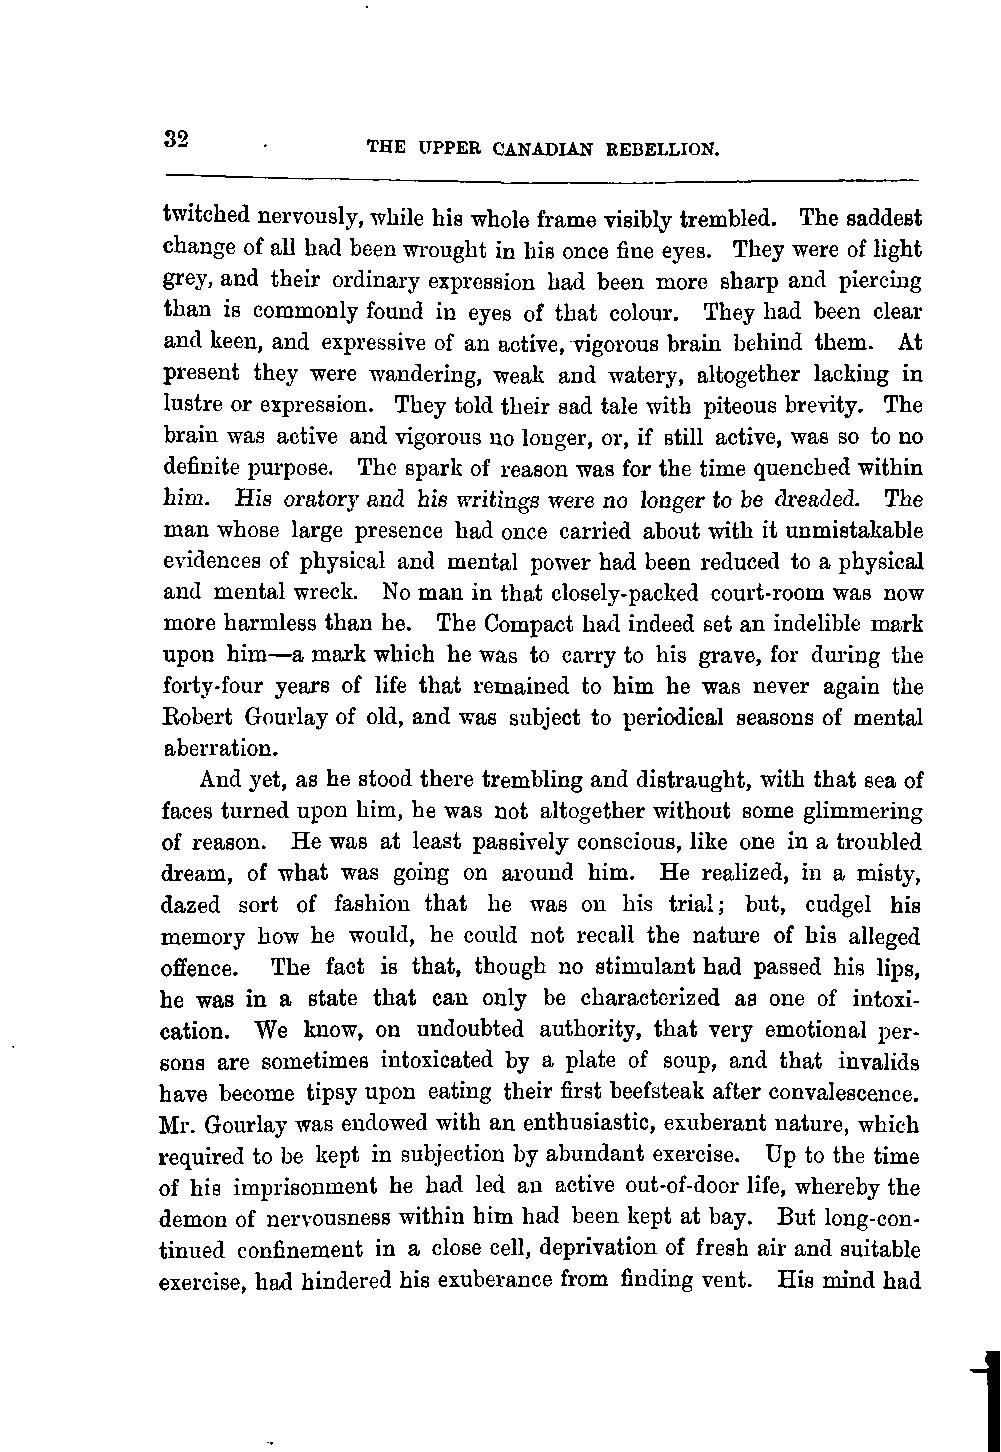 32
THE UPPER CANADIAN REBELLION.
twitched nervously, while his whole frame visibly trembled. The saddest
change of all had been wrought in his once fine eyes. They were of light
grey, and their ordinary expression had been more sharp and piercing
than is commonly found in eyes of that colour. They had been clear
and keen, and expressive of an active, vigorous brain behind them. At
present they were wandering, weak and watery, altogether lacking in
lustre or expression. They told their sad tale with piteous brevity. The
brain was active and vigorous no longer, or, if still active, was so to no
definite purpose. The spark of reason was for the time quenched within
him. His oratory and his writings were no longer to be dreaded. The
man whose large presence had once carried about with it unmistakable
evidences of physical and mental power had been reduced to a physical
and mental wreck. No man in that closely-packed court-room was now
more harmless than he. The Compact had indeed set an indelible mark
upon him—a mark which he was to carry to his grave, for during the
forty-four years of life that remained to him he was never again the
Robert Gourlay of old, and was subject to periodical seasons of mental
aberration.
And yet, as he stood there trembling and distraught, with that sea of
faces turned upon him, he was not altogether without some glimmering
of reason. He was at least passively conscious, like one in a troubled
dream, of what was going on around him. He realized, in a misty,
dazed sort of fashion that he was on his trial; but, cudgel his
memory how he would, he could not recall the nature of his alleged
offence. The fact is that, though no stimulant had passed his lips,
he was in a state that can only be characterized as one of intoxi-
cation. We know, on undoubted authority, that very emotional per-
sons are sometimes intoxicated by a plate of soup, and that invalids
have become tipsy upon eating their first beefsteak after convalescence.
Mr. Gourlay was endowed with an enthusiastic, exuberant nature, which
required to be kept in subjection by abundant exercise. Up to the time
of his imprisonment he had led an active out-of-door life, whereby the
demon of nervousness within him had been kept at bay. But long-con-
tinued confinement in a close cell, deprivation of fresh air and suitable
exercise, had hindered his exuberance from finding vent. His mind had